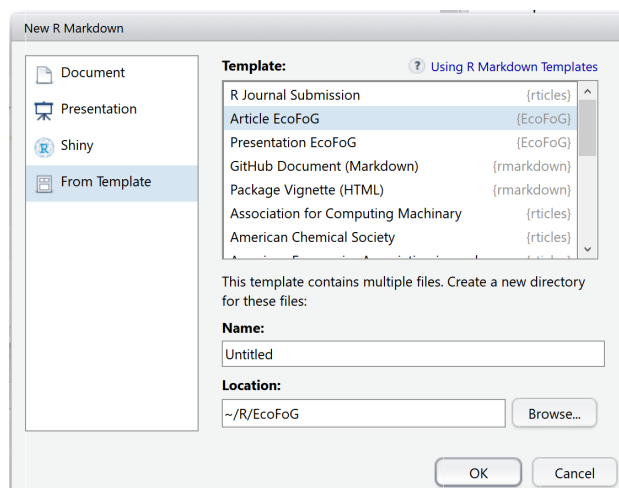 New R Markdown
Document
Presentation
Shiny
From Template
Template:
? Using R Markdown Templates
R Journal Submission {rticles}
Article EcoFoG {EcoFoG}
Presentation EcoFoG {EcoFoG}
GitHub Document (Markdown) {rmarkdown}
Package Vignette (HTML) {rmarkdown}
Association for Computing Machinary {rticles}
American Chemical Society {rticles}
This template contains multiple files. Create a new directory
for these files:
Name:
Untitled
Location:
~/R/EcoFoG
Browse...
OK
Cancel